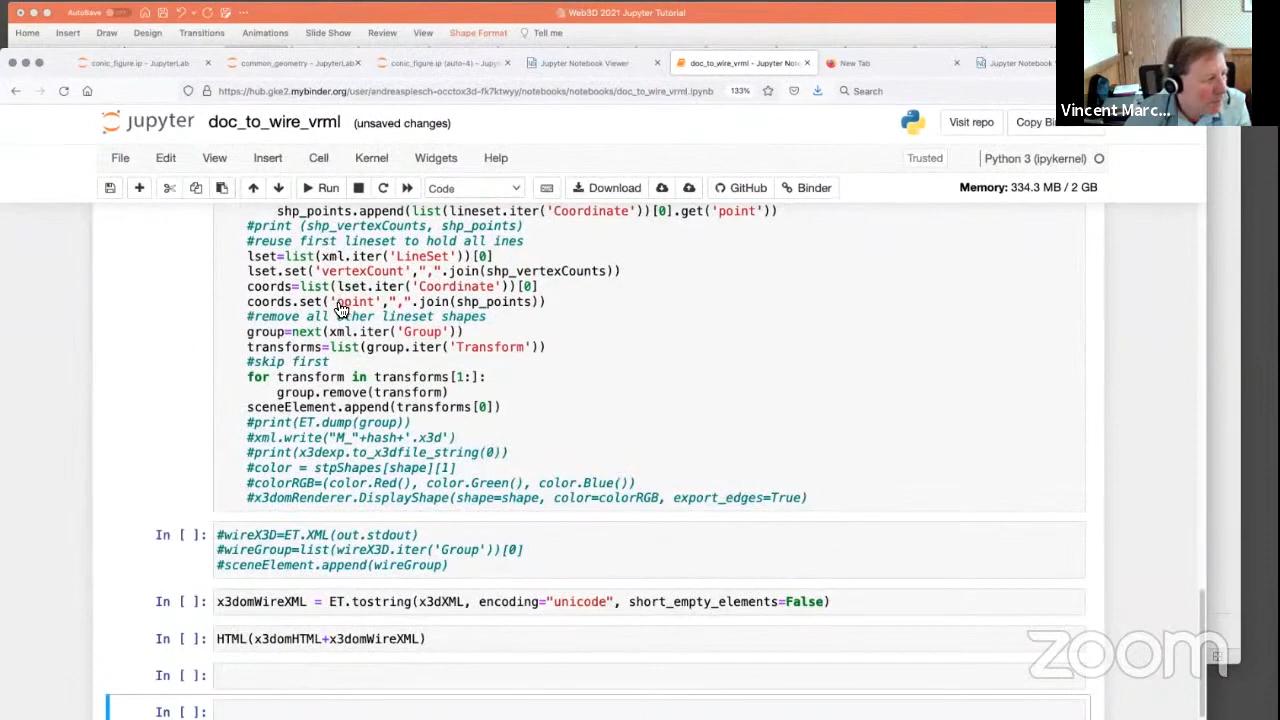 AutoSave
Web3D 2021 Jupyter Tutorial
Home Insert Draw Design Transitions Animations Slide Show Review View Shape Format Tell me
conic_figure.ip - JupyterLab
common_geometry - JupyterLab
conic_figure.ip (auto-4) - Jupy
Jupyter Notebook Viewer
doc_to_wire_vrml - Jupyter Not
New Tab
Jupyter Notebook
https://hub.gke2.mybinder.org/user/andreaspiesch-occtox3d-fk7ktwyy/notebooks/notebooks/doc_to_wire_vrml.ipynb 133% Search
Vincent Marc...
jupyter doc_to_wire_vrml (unsaved changes) Visit repo Copy Bin
File Edit View Insert Cell Kernel Widgets Help Trusted Python 3 (ipykernel)
Run Code Download GitHub Binder Memory: 334.3 MB / 2 GB
shp_points.append(list(lineset.iter('Coordinate'))[0].get('point'))
#print (shp_vertexCounts, shp_points)
#reuse first lineset to hold all ines
lset=list(xml.iter('LineSet'))[0]
lset.set('vertexCount',",".join(shp_vertexCounts))
coords=list(lset.iter('Coordinate'))[0]
coords.set('point',",".join(shp_points))
#remove all other lineset shapes
group=next(xml.iter('Group'))
transforms=list(group.iter('Transform'))
#skip first
for transform in transforms[1:]:
group.remove(transform)
sceneElement.append(transforms[0])
#print(ET.dump(group))
#xml.write("M_"+hash+'.x3d')
#print(x3dexp.to_x3dfile_string(0))
#color = stpShapes[shape][1]
#colorRGB=(color.Red(), color.Green(), color.Blue())
#x3domRenderer.DisplayShape(shape=shape, color=colorRGB, export_edges=True)
In [ ]: #wireX3D=ET.XML(out.stdout)
#wireGroup=list(wireX3D.iter('Group'))[0]
#sceneElement.append(wireGroup)
In [ ]: x3domWireXML = ET.tostring(x3dXML, encoding="unicode", short_empty_elements=False)
In [ ]: HTML(x3domHTML+x3domWireXML)
In [ ]:
In [ ]:
zoom